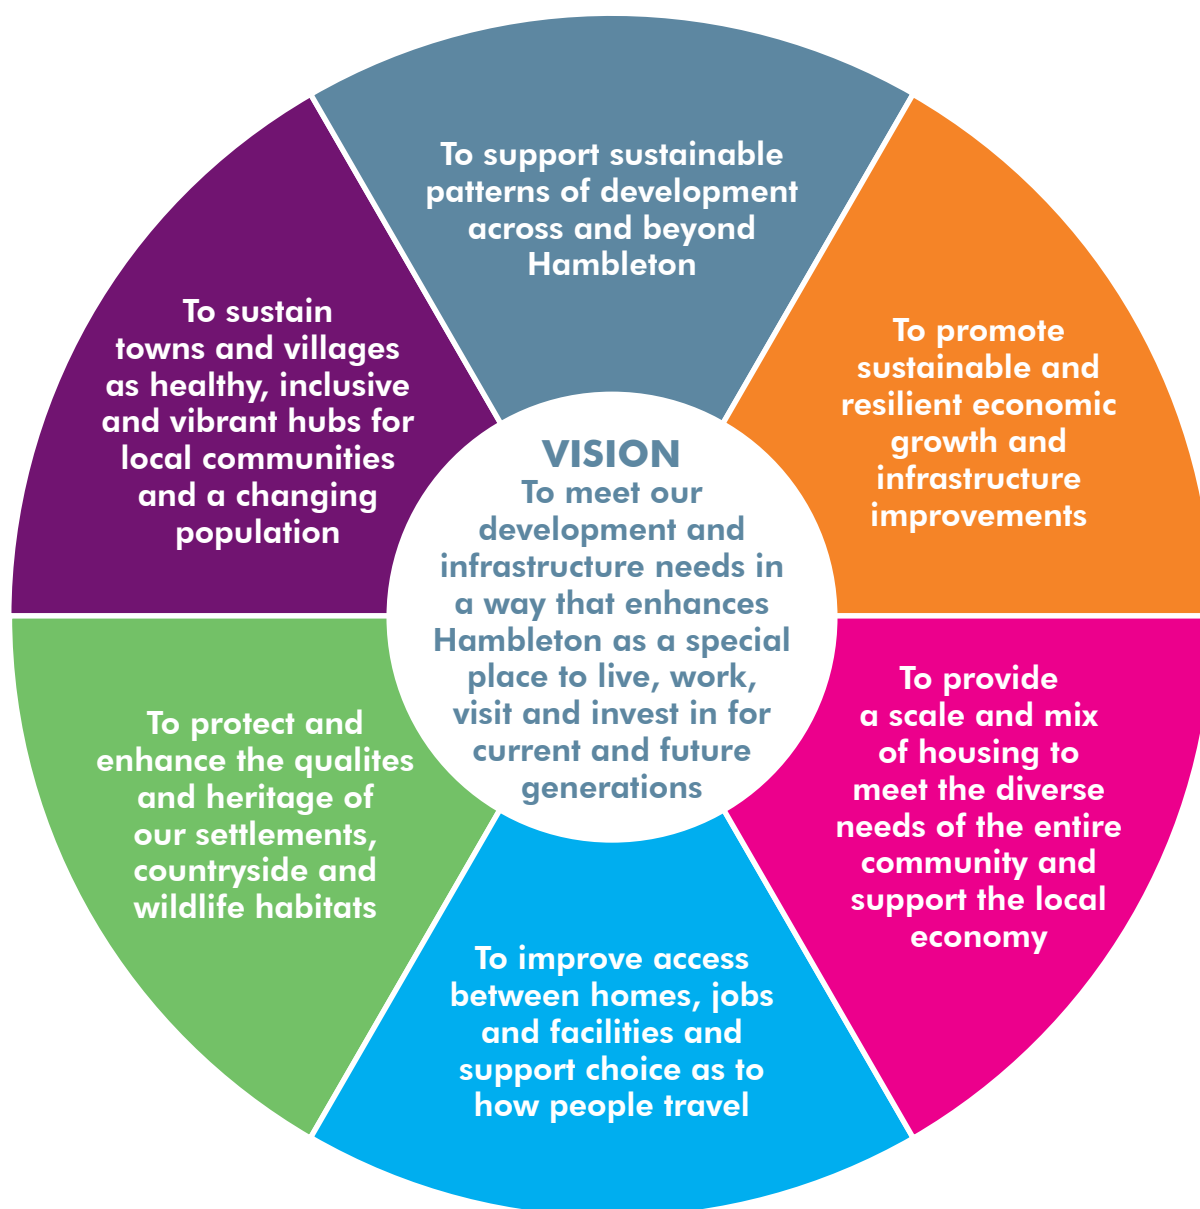 To support sustainable
patterns of development
across and beyond
Hambleton
To promote
sustainable and
resilient economic
growth and
infrastructure
improvements
To provide
a scale and mix
of housing to
meet the diverse
needs of the entire
community and
support the local
economy
To improve access
between homes, jobs
and facilities and
support choice as to
how people travel
To protect and
enhance the qualites
and heritage of
our settlements,
countryside and
wildlife habitats
To sustain
towns and villages
as healthy, inclusive
and vibrant hubs for
local communities
and a changing
population
VISION
To meet our
development and
infrastructure needs in
a way that enhances
Hambleton as a special
place to live, work,
visit and invest in for
current and future
generations